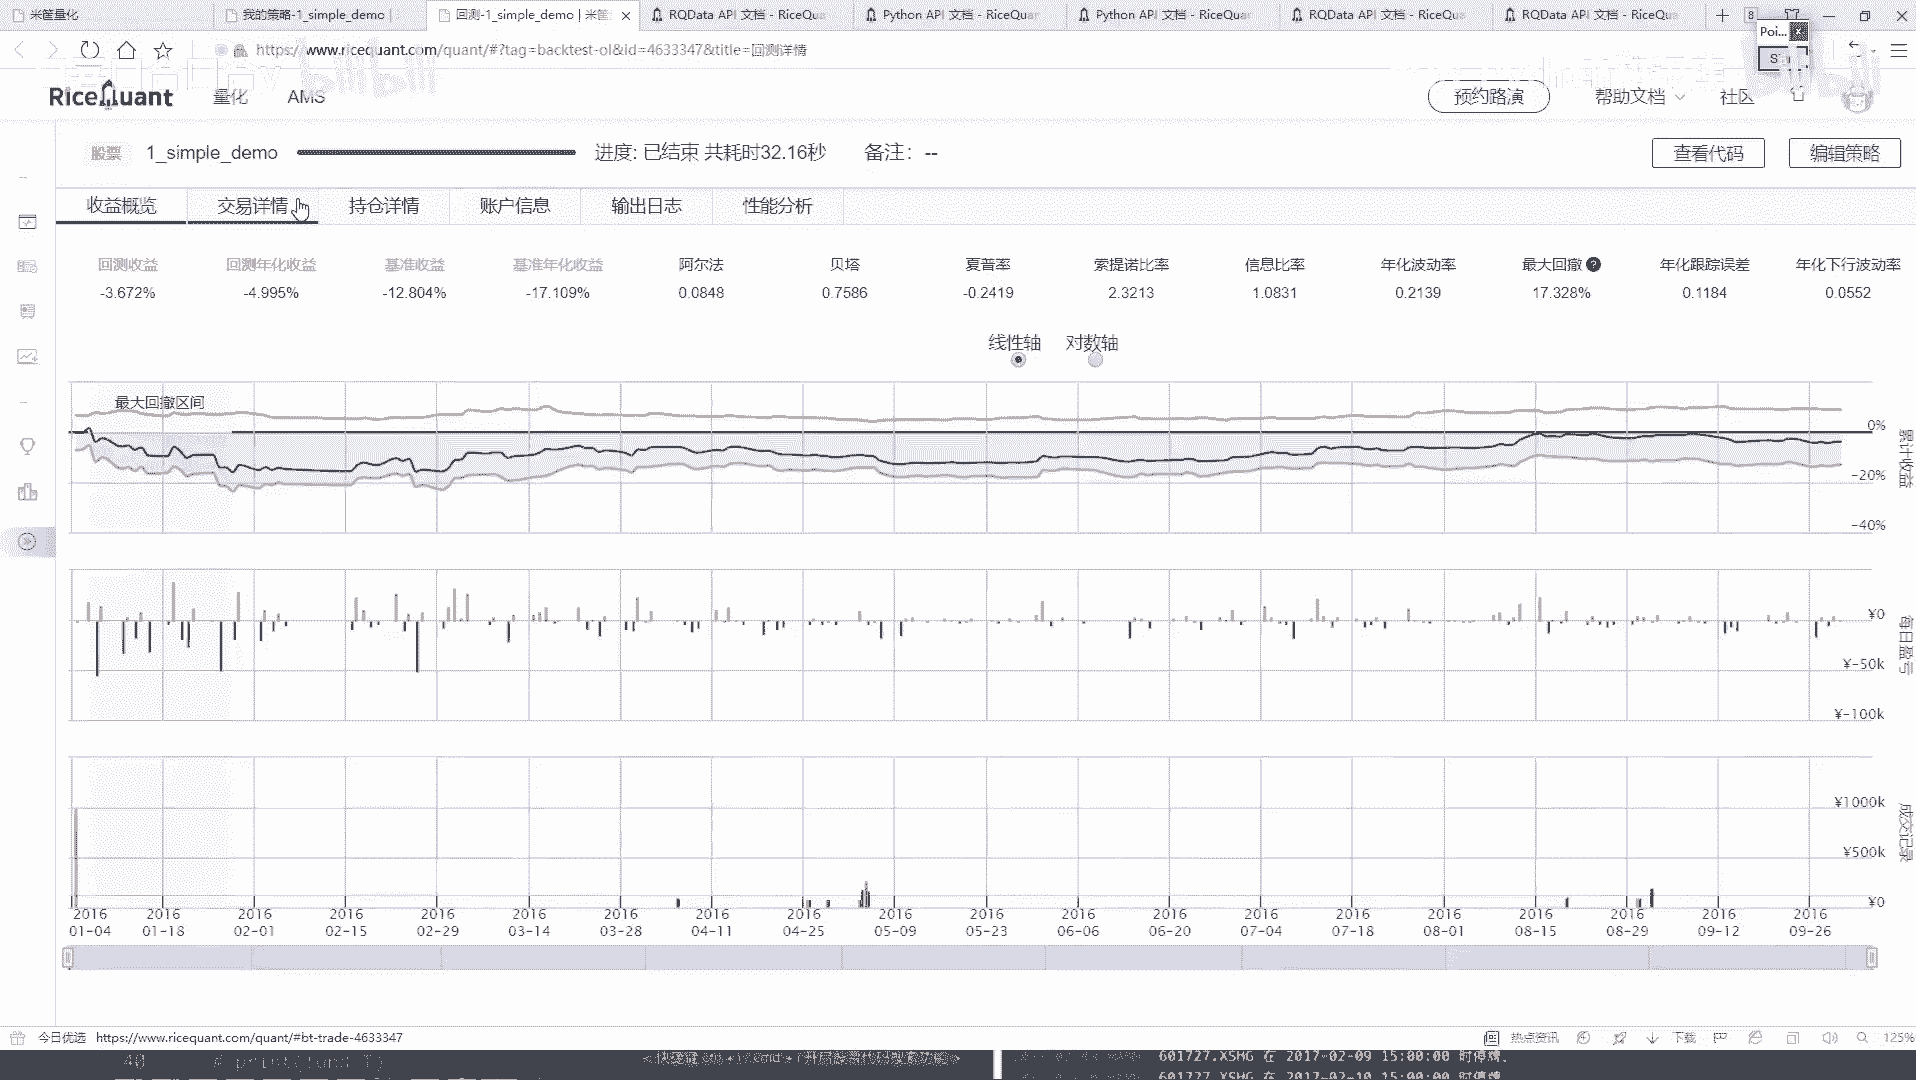 米筐量化
我的策略-1_simple_demo |
回测-1_simple_demo | 米筐
RQData API 文档 - RiceQua
Python API 文档 - RiceQuar
Python API 文档 - RiceQuar
RQData API 文档 - RiceQua
RQData API 文档 - RiceQua
8
Poi...
https://www.ricequant.com/quant/#?tag=backtest-ol&id=4633347&title=回测详情
RiceQuant
量化
AMS
预约路演
帮助文档
社区
股票
1_simple_demo
进度: 已结束 共耗时32.16秒
备注: --
查看代码
编辑策略
收益概览
交易详情
持仓详情
账户信息
输出日志
性能分析
回测收益 回测年化收益 基准收益 基准年化收益 阿尔法 贝塔 夏普率 索提诺比率 信息比率 年化波动率 最大回撤 ? 年化跟踪误差 年化下行波动率
-3.672% -4.995% -12.804% -17.109% 0.0848 0.7586 -0.2419 2.3213 1.0831 0.2139 17.328% 0.1184 0.0552
线性轴 对数轴
最大回撤区间
0%
-20%
-40%
累计收益
¥0
¥-50k
¥-100k
每日盈亏
¥1000k
¥500k
¥0
成交记录
2016 2016 2016 2016 2016 2016 2016 2016 2016 2016 2016 2016 2016 2016 2016 2016 2016 2016 2016 2016
01-04 01-18 02-01 02-15 02-29 03-14 03-28 04-11 04-25 05-09 05-23 06-06 06-20 07-04 07-18 08-01 08-15 08-29 09-12 09-26
今日优选
https://www.ricequant.com/quant/#bt-trade-4633347
热点资讯
下载
125%
40 # print(fund.T)
601727.XSHG 在 2017-02-09 15:00:00 时停牌.
601727.XSHG 在 2017-02-10 15:00:00 时停牌.